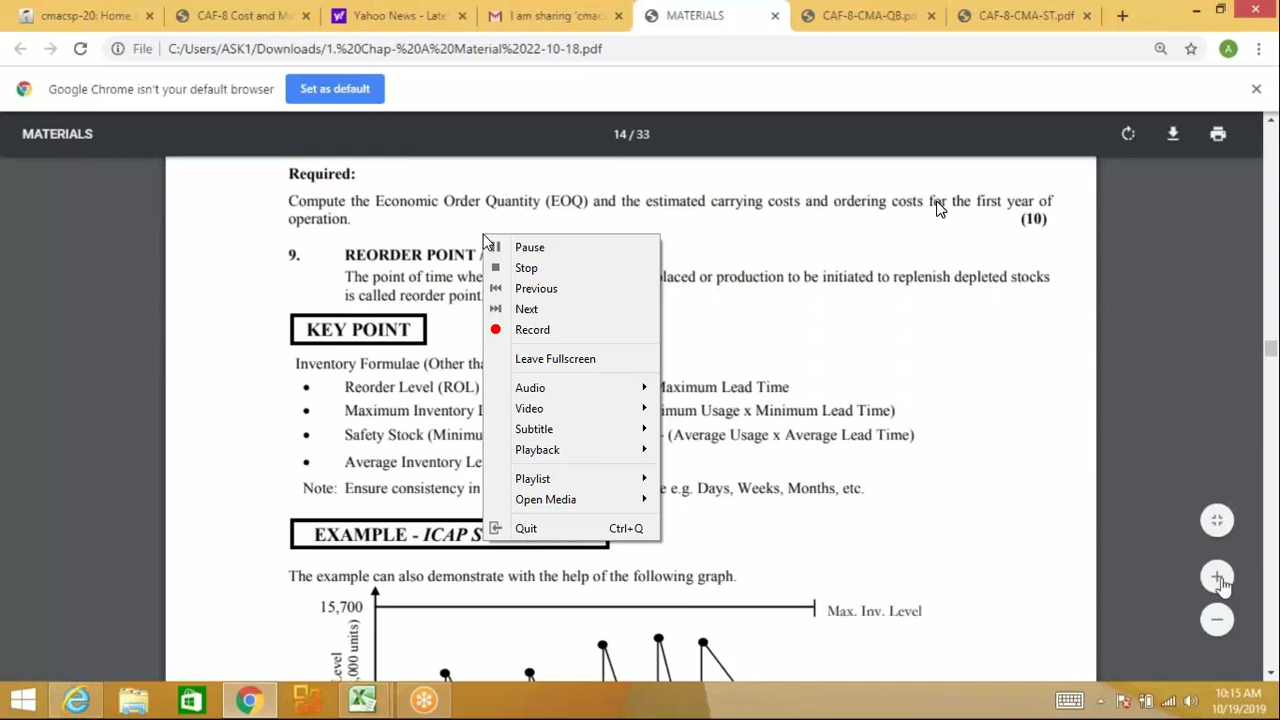 cmacsp-20: Home
CAF-8 Cost and M
Yahoo News - Late
I am sharing 'cmac
MATERIALS
CAF-8-CMA-QB.p
CAF-8-CMA-ST.pdf
File
C:/Users/ASK1/Downloads/1.%20Chap-%20A%20Material%2022-10-18.pdf
A
Google Chrome isn't your default browser
Set as default
MATERIALS
14 / 33
Required:
Compute the Economic Order Quantity (EOQ) and the estimated carrying costs and ordering costs for the first year of
operation. (10)
9. REORDER POINT /
The point of time whe laced or production to be initiated to replenish depleted stocks
is called reorder point.
KEY POINT
Inventory Formulae (Other tha
• Reorder Level (ROL) Maximum Lead Time
• Maximum Inventory L imum Usage x Minimum Lead Time)
• Safety Stock (Minimu - (Average Usage x Average Lead Time)
• Average Inventory Le
Note: Ensure consistency in e e.g. Days, Weeks, Months, etc.
EXAMPLE - ICAP S
The example can also demonstrate with the help of the following graph.
15,700
Max. Inv. Level
Level
,000 units)
Pause
Stop
Previous
Next
Record
Leave Fullscreen
Audio
Video
Subtitle
Playback
Playlist
Open Media
Quit Ctrl+Q
10:15 AM
10/19/2019